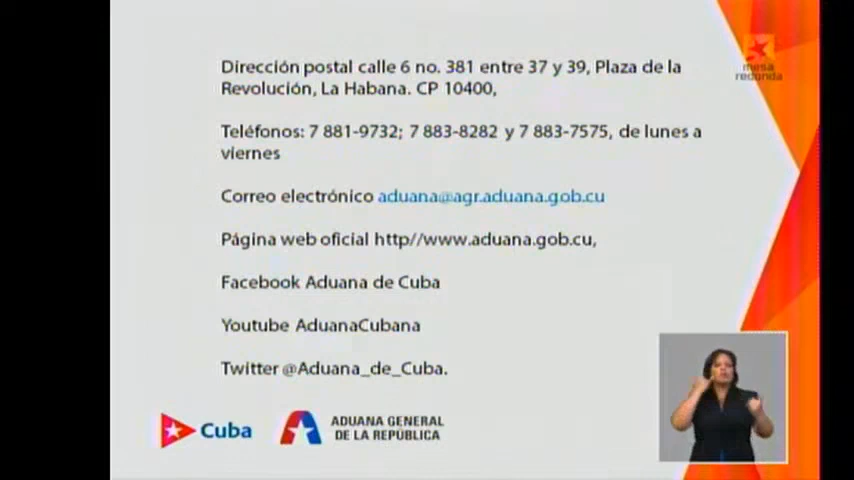 mesa
redonda
Dirección postal calle 6 no. 381 entre 37 y 39, Plaza de la
Revolución, La Habana. CP 10400,
Teléfonos: 7 881-9732; 7 883-8282 y 7 883-7575, de lunes a
viernes
Correo electrónico aduana@agr.aduana.gob.cu
Página web oficial http//www.aduana.gob.cu,
Facebook Aduana de Cuba
Youtube AduanaCubana
Twitter @Aduana_de_Cuba.
Cuba
ADUANA GENERAL
DE LA REPÚBLICA